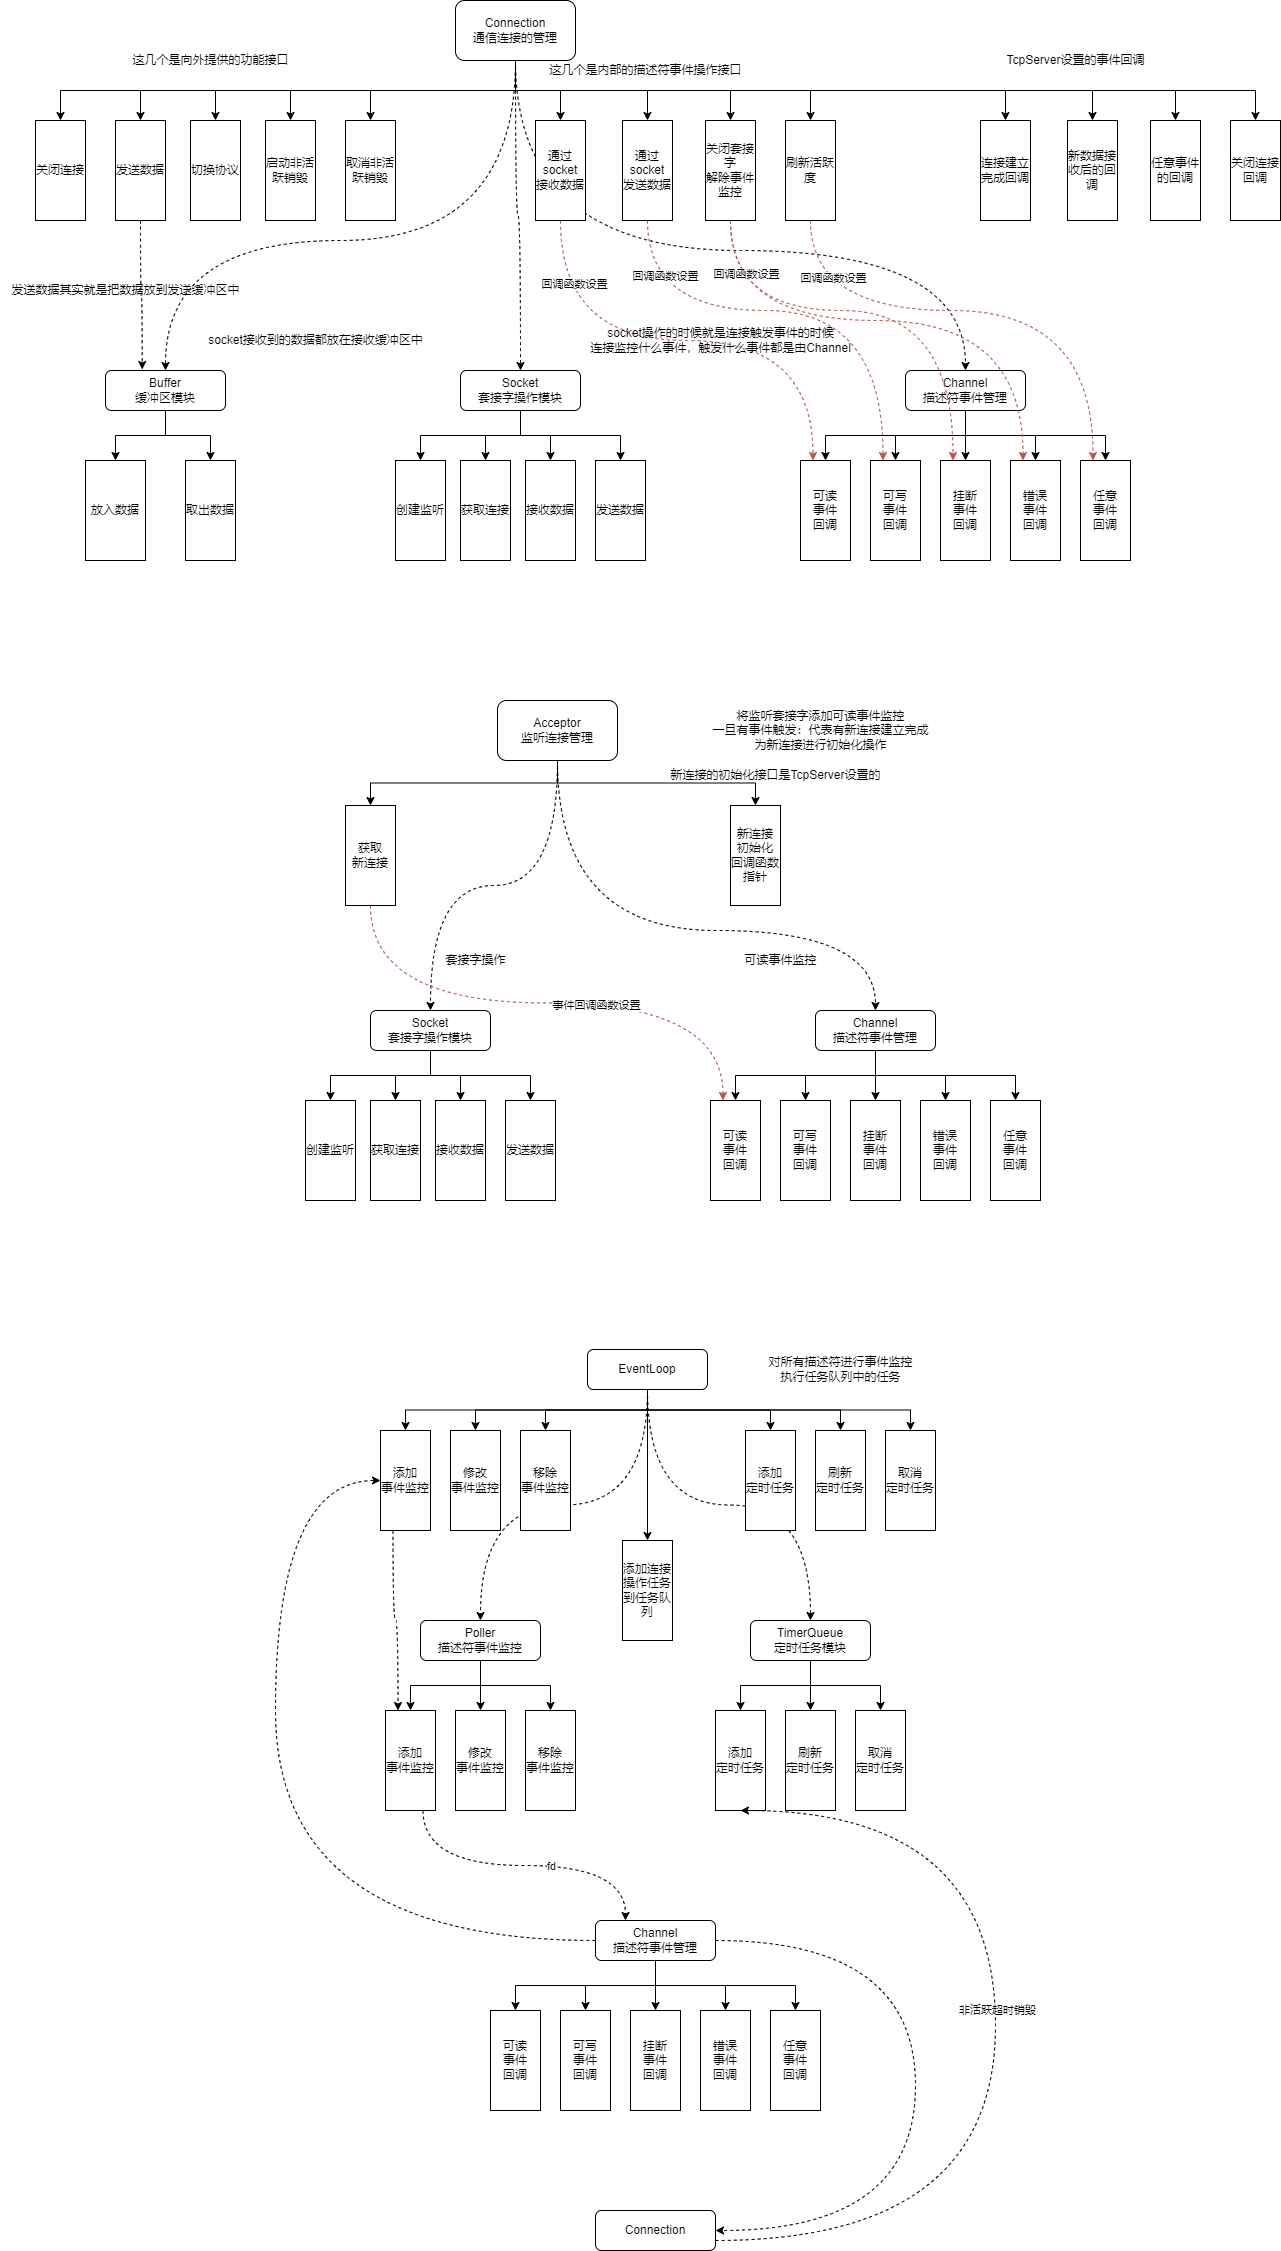 Connection
通信连接的管理
这几个是向外提供的功能接口
这几个是内部的描述符事件操作接口
TcpServer设置的事件回调
关闭连接
发送数据
切换协议
启动非活
跃销毁
取消非活
跃销毁
通过
socket
接收数据
通过
socket
发送数据
关闭套接
字
解除事件
监控
刷新活跃
度
连接建立
完成回调
新数据接
收后的回
调
任意事件
的回调
关闭连接
回调
回调函数设置
回调函数设置
回调函数设置
回调函数设置
发送数据其实就是把数据放到发送缓冲区中
socket接收到的数据都放在接收缓冲区中
socket操作的时候就是连接触发事件的时候
连接监控什么事件，触发什么事件都是由Channel
Buffer
缓冲区模块
Socket
套接字操作模块
Channel
描述符事件管理
放入数据
取出数据
创建监听
获取连接
接收数据
发送数据
可读
事件
回调
可写
事件
回调
挂断
事件
回调
错误
事件
回调
任意
事件
回调
Acceptor
监听连接管理
将监听套接字添加可读事件监控
一旦有事件触发：代表有新连接建立完成
为新连接进行初始化操作
新连接的初始化接口是TcpServer设置的
获取
新连接
新连接
初始化
回调函数
指针
套接字操作
可读事件监控
事件回调函数设置
Socket
套接字操作模块
Channel
描述符事件管理
创建监听
获取连接
接收数据
发送数据
可读
事件
回调
可写
事件
回调
挂断
事件
回调
错误
事件
回调
任意
事件
回调
EventLoop
对所有描述符进行事件监控
执行任务队列中的任务
添加
事件监控
修改
事件监控
移除
事件监控
添加
定时任务
刷新
定时任务
取消
定时任务
添加连接
操作任务
到任务队
列
Poller
描述符事件监控
TimerQueue
定时任务模块
添加
事件监控
修改
事件监控
移除
事件监控
添加
定时任务
刷新
定时任务
取消
定时任务
fd
Channel
描述符事件管理
非活跃超时销毁
可读
事件
回调
可写
事件
回调
挂断
事件
回调
错误
事件
回调
任意
事件
回调
Connection